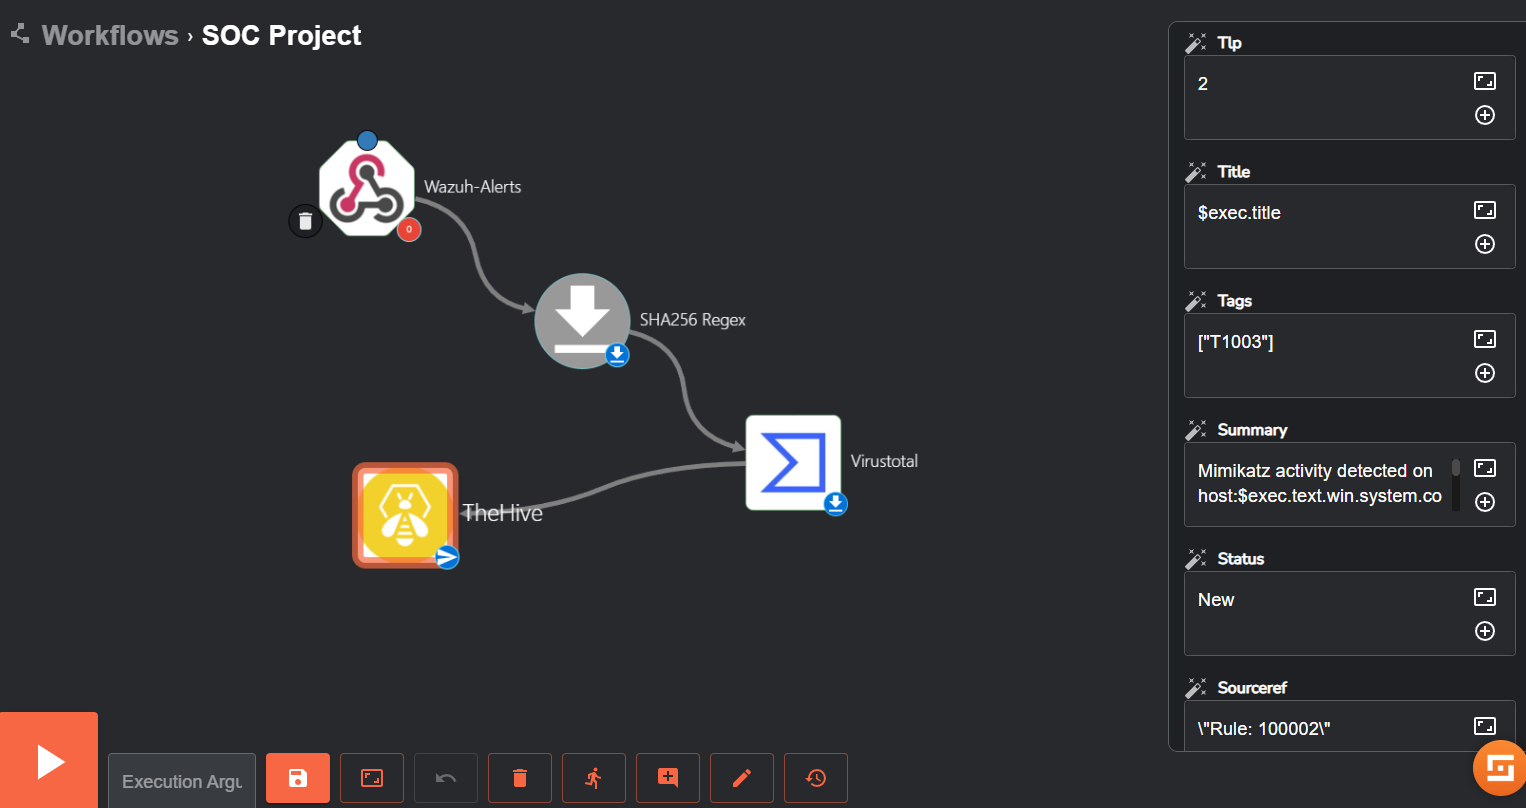 Workflows › SOC Project
Wazuh-Alerts
0
SHA256 Regex
Virustotal
TheHive
Execution Argu
Tlp
2
Title
$exec.title
Tags
["T1003"]
Summary
Mimikatz activity detected on
host:$exec.text.win.system.co
Status
New
Sourceref
\"Rule: 100002\"